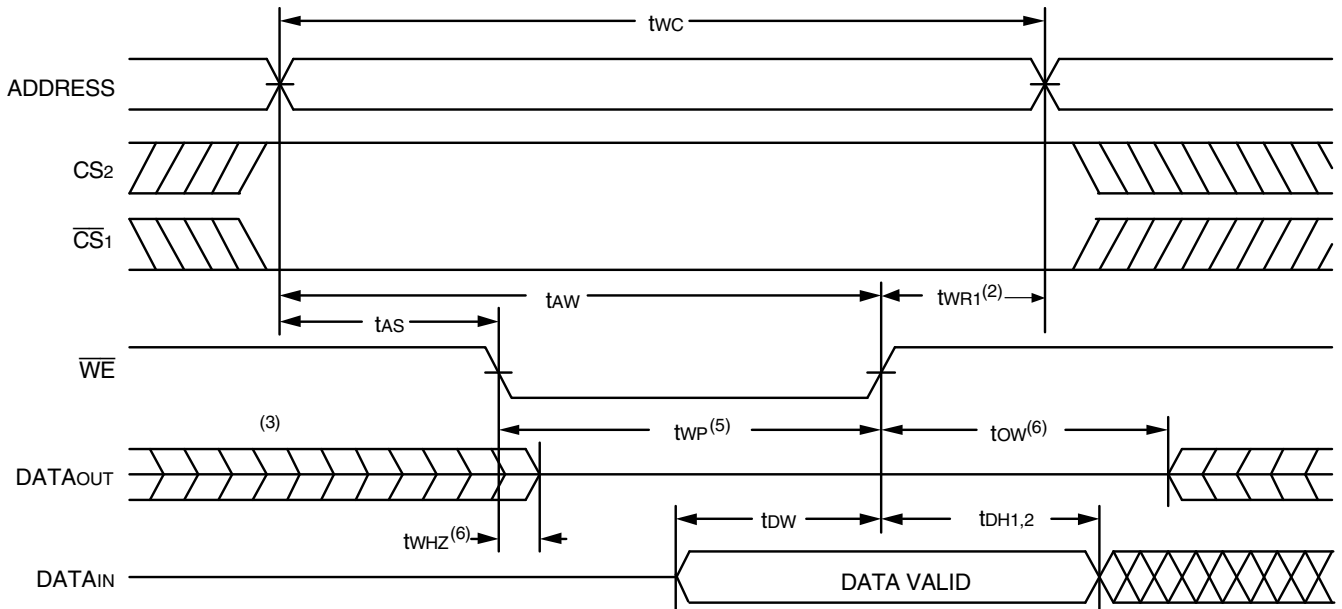 tWC
ADDRESS
CS2
CS1
tAW
tWR1(2)
tAS
WE
(3)
tWP(5)
tOW(6)
DATAOUT
tDW
tDH1,2
tWHZ(6)
DATAIN
DATA VALID